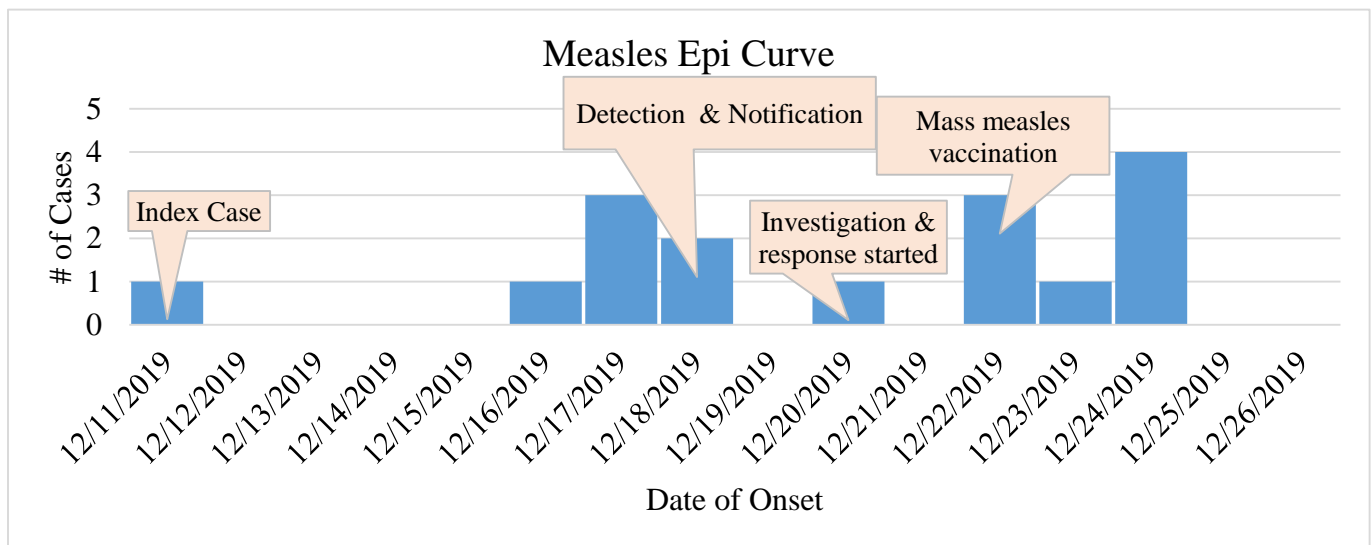 Measles Epi Curve
# of Cases
5
4
3
2
1
0
Index Case
Detection & Notification
Investigation &
response started
Mass measles
vaccination
12/11/2019
12/12/2019
12/13/2019
12/14/2019
12/15/2019
12/16/2019
12/17/2019
12/18/2019
12/19/2019
12/20/2019
12/21/2019
12/22/2019
12/23/2019
12/24/2019
12/25/2019
12/26/2019
Date of Onset